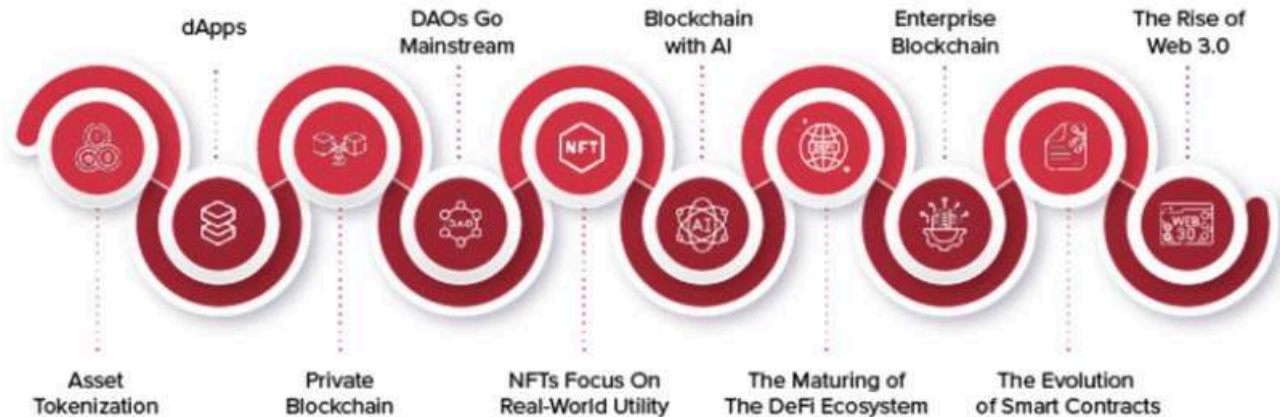 dApps
DAOs Go
Mainstream
Blockchain
with AI
Enterprise
Blockchain
The Rise of
Web 3.0
NFT
AI
WEB
3.0
Asset
Tokenization
Private
Blockchain
NFTs Focus On
Real-World Utility
The Maturing of
The DeFi Ecosystem
The Evolution
of Smart Contracts